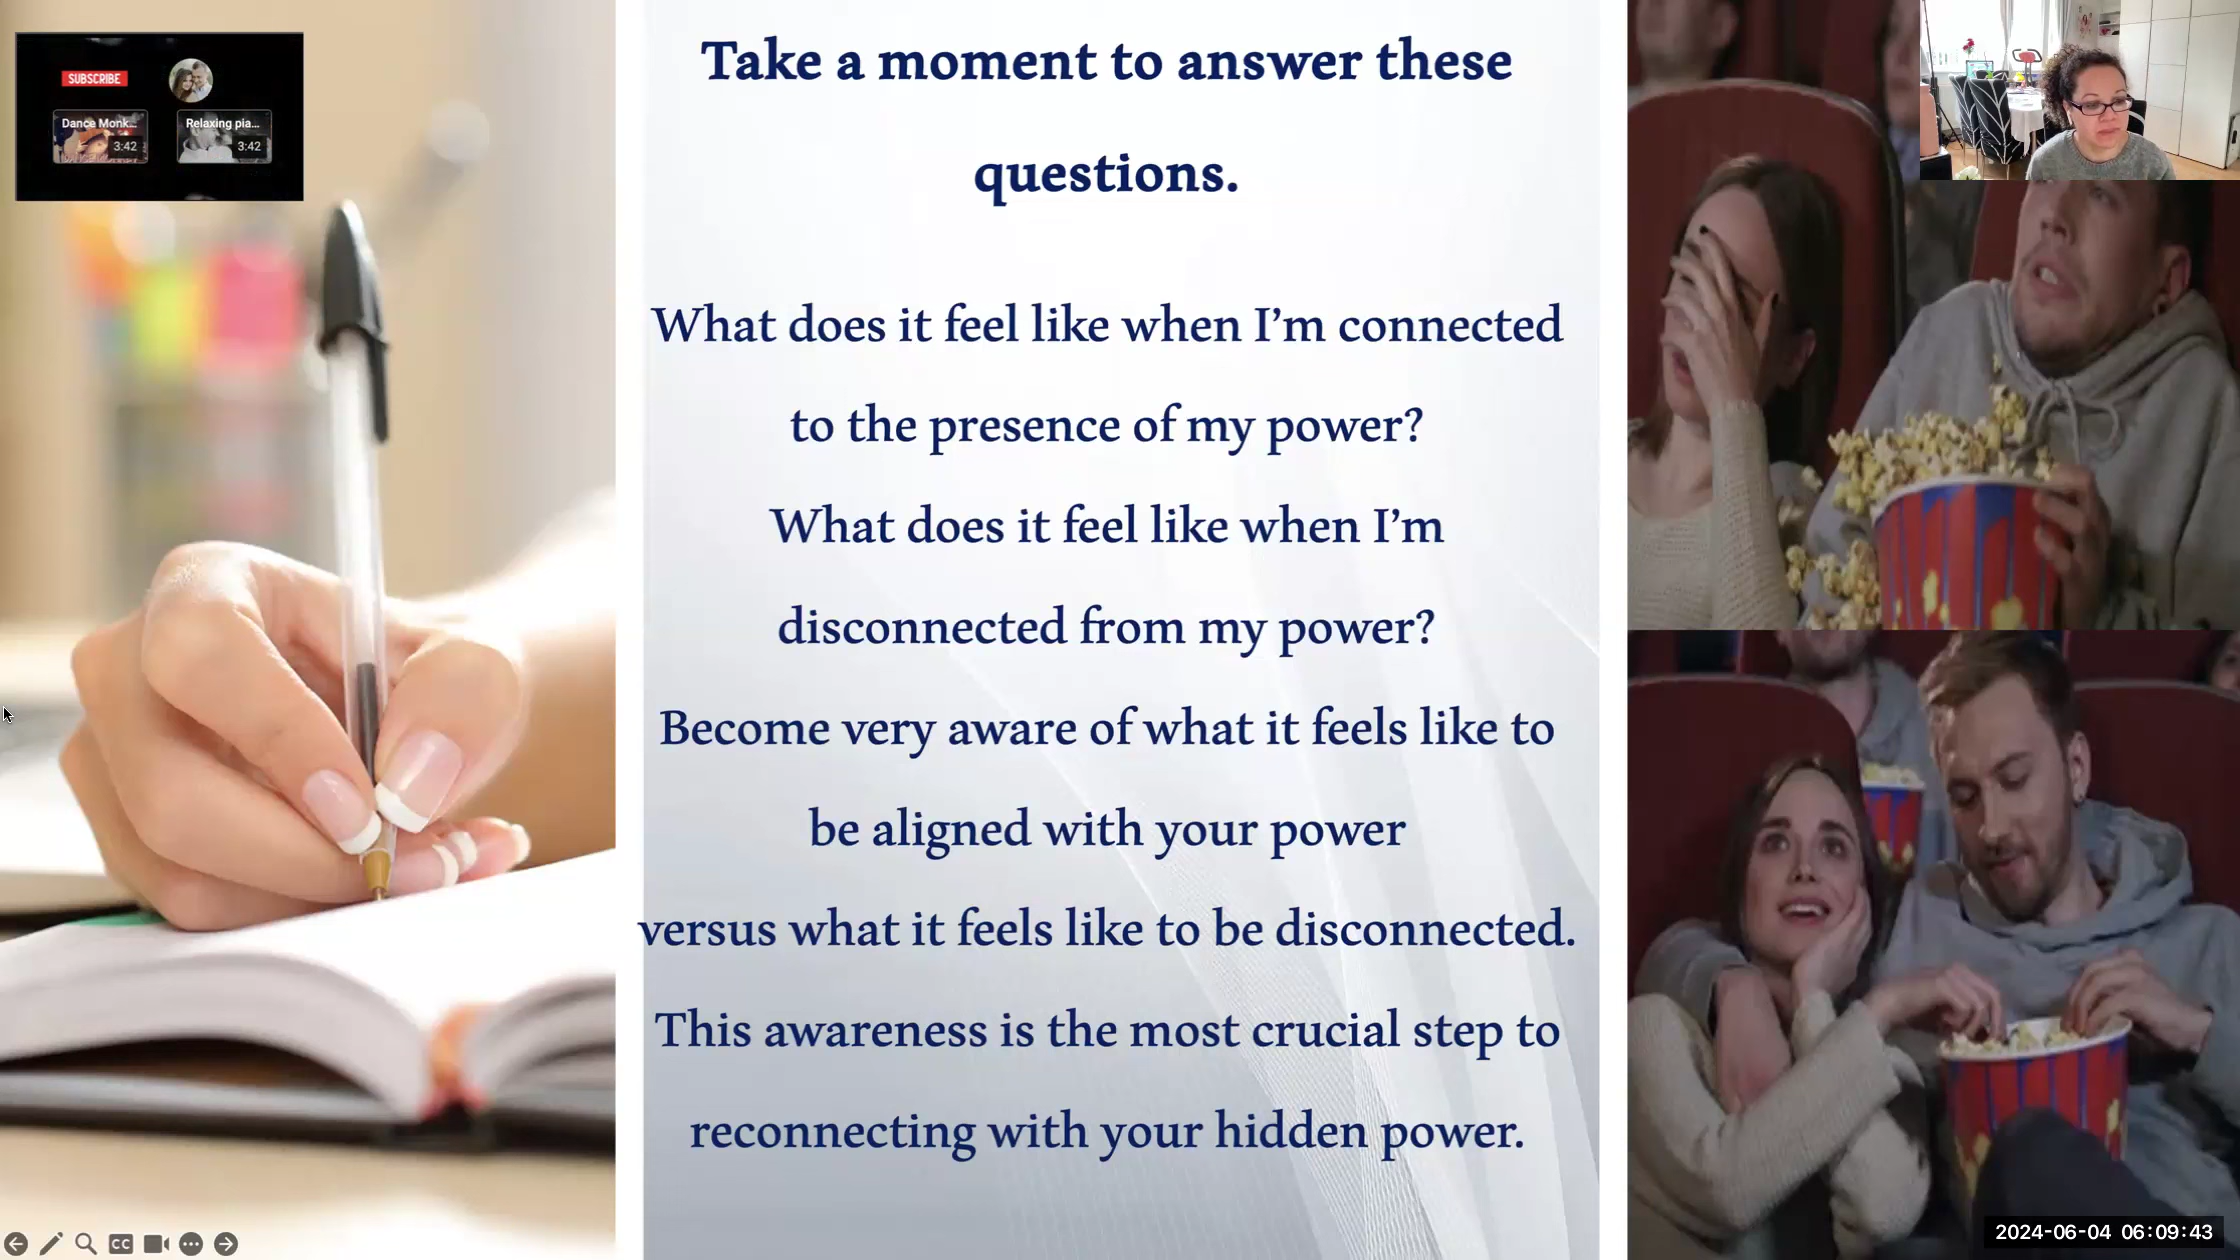 SUBSCRIBE
Dance Monk...
3:42
Relaxing pia...
3:42
Take a moment to answer these
questions.
What does it feel like when I’m connected
to the presence of my power?
What does it feel like when I’m
disconnected from my power?
Become very aware of what it feels like to
be aligned with your power
versus what it feels like to be disconnected.
This awareness is the most crucial step to
reconnecting with your hidden power.
CC
2024-06-04 06:09:43